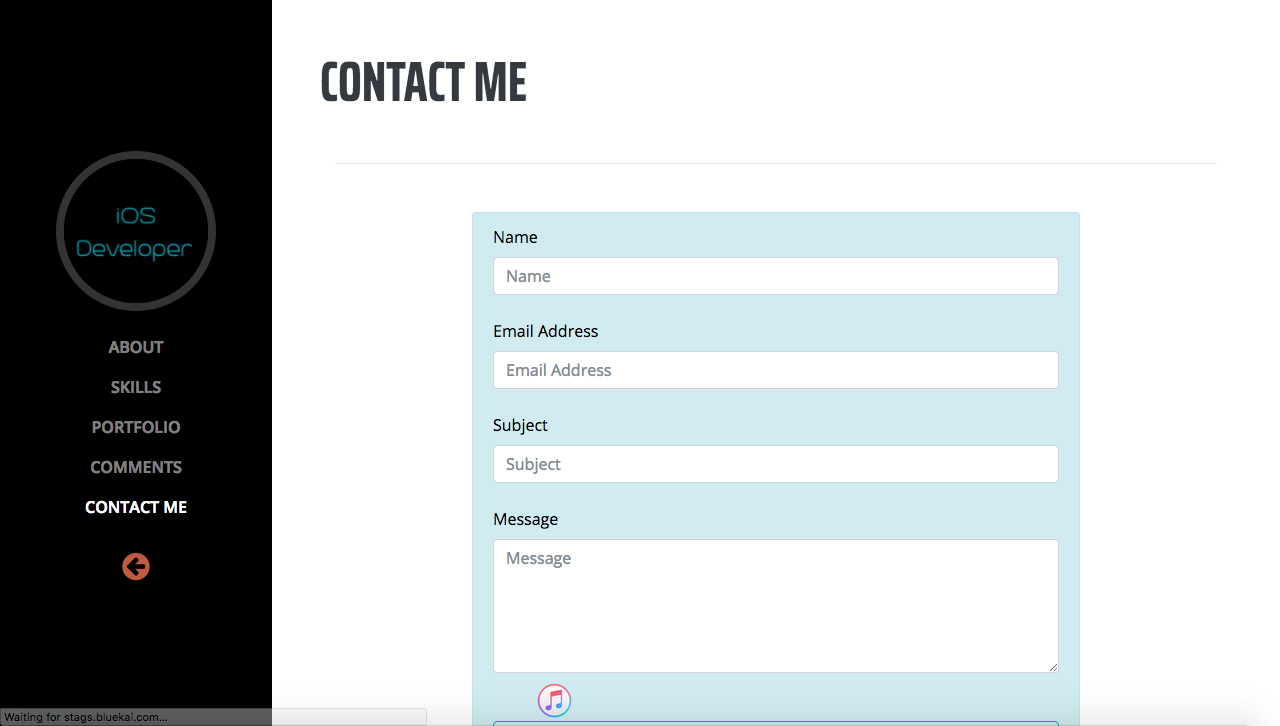 CONTACT ME
iOS
Developer
ABOUT
SKILLS
PORTFOLIO
COMMENTS
CONTACT ME
Name
Name
Email Address
Email Address
Subject
Subject
Message
Message
Waiting for stags.bluekai.com...